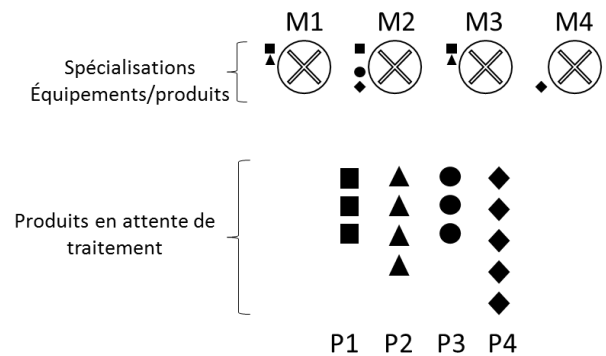 M1 M2 M3 M4
Spécialisations
Équipements/produits
Produits en attente de
traitement
P1 P2 P3 P4